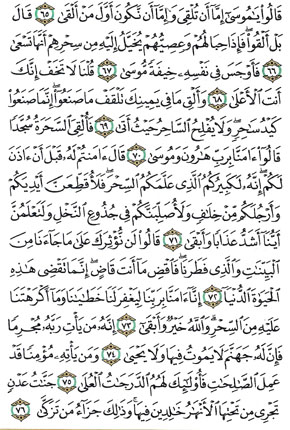 قَالُوا۟ يَـٰمُوسَىٰٓ إِمَّآ أَن تُلْقِىَ وَإِمَّآ أَن نَّكُونَ أَوَّلَ مَنْ أَلْقَىٰ ٦٥ قَالَ
بَلْ أَلْقُوا۟ ۖ فَإِذَا حِبَالُهُمْ وَعِصِيُّهُمْ يُخَيَّلُ إِلَيْهِ مِن سِحْرِهِمْ أَنَّهَا تَسْعَىٰ
٦٦ فَأَوْجَسَ فِى نَفْسِهِۦ خِيفَةً مُّوسَىٰ ٦٧ قُلْنَا لَا تَخَفْ إِنَّكَ
أَنتَ ٱلْأَعْلَىٰ ٦٨ وَأَلْقِ مَا فِى يَمِينِكَ تَلْقَفْ مَا صَنَعُوٓا۟ ۖ إِنَّمَا صَنَعُوا۟
كَيْدُ سَـٰحِرٍ ۖ وَلَا يُفْلِحُ ٱلسَّاحِرُ حَيْثُ أَتَىٰ ٦٩ فَأُلْقِىَ ٱلسَّحَرَةُ سُجَّدًا
قَالُوٓا۟ ءَامَنَّا بِرَبِّ هَـٰرُونَ وَمُوسَىٰ ٧٠ قَالَ ءَامَنتُمْ لَهُۥ قَبْلَ أَنْ ءَاذَنَ
لَكُمْ ۖ إِنَّهُۥ لَكَبِيرُكُمُ ٱلَّذِى عَلَّمَكُمُ ٱلسِّحْرَ ۖ فَلَأُقَطِّعَنَّ أَيْدِيَكُمْ
وَأَرْجُلَكُم مِّنْ خِلَـٰفٍ وَلَأُصَلِّبَنَّكُمْ فِى جُذُوعِ ٱلنَّخْلِ وَلَتَعْلَمُنَّ
أَيُّنَآ أَشَدُّ عَذَابًا وَأَبْقَىٰ ٧١ قَالُوا۟ لَن نُّؤْثِرَكَ عَلَىٰ مَا جَآءَنَا مِنَ
ٱلْبَيِّنَـٰتِ وَٱلَّذِى فَطَرَنَا ۖ فَٱقْضِ مَآ أَنتَ قَاضٍ ۖ إِنَّمَا تَقْضِى هَـٰذِهِ
ٱلْحَيَوٰةَ ٱلدُّنْيَآ ٧٢ إِنَّآ ءَامَنَّا بِرَبِّنَا لِيَغْفِرَ لَنَا خَطَـٰيَـٰنَا وَمَآ أَكْرَهْتَنَا
عَلَيْهِ مِنَ ٱلسِّحْرِ ۗ وَٱللَّهُ خَيْرٌ وَأَبْقَىٰٓ ٧٣ إِنَّهُۥ مَن يَأْتِ رَبَّهُۥ مُجْرِمًا
فَإِنَّ لَهُۥ جَهَنَّمَ لَا يَمُوتُ فِيهَا وَلَا يَحْيَىٰ ٧٤ وَمَن يَأْتِهِۦ مُؤْمِنًا قَدْ
عَمِلَ ٱلصَّـٰلِحَـٰتِ فَأُو۟لَـٰٓئِكَ لَهُمُ ٱلدَّرَجَـٰتُ ٱلْعُلَىٰ ٧٥ جَنَّـٰتُ عَدْنٍ
تَجْرِى مِن تَحْتِهَا ٱلْأَنْهَـٰرُ خَـٰلِدِينَ فِيهَا ۚ وَذَٰلِكَ جَزَآءُ مَن تَزَكَّىٰ ٧٦